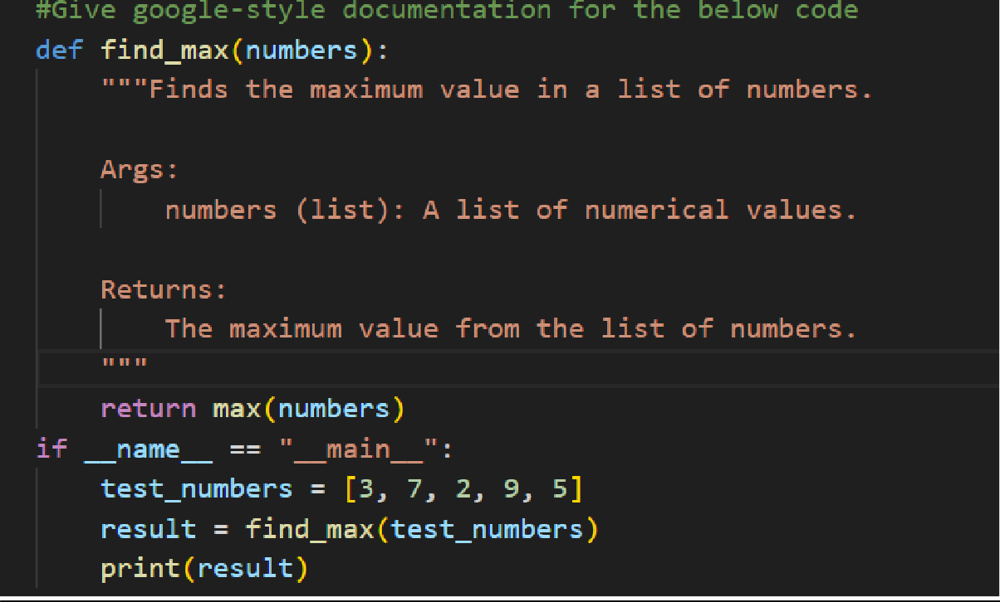 #Give google-style documentation for the below code
def find_max(numbers):
    """Finds the maximum value in a list of numbers.

    Args:
        numbers (list): A list of numerical values.

    Returns:
        The maximum value from the list of numbers.
    """
    return max(numbers)
if __name__ == "__main__":
    test_numbers = [3, 7, 2, 9, 5]
    result = find_max(test_numbers)
    print(result)